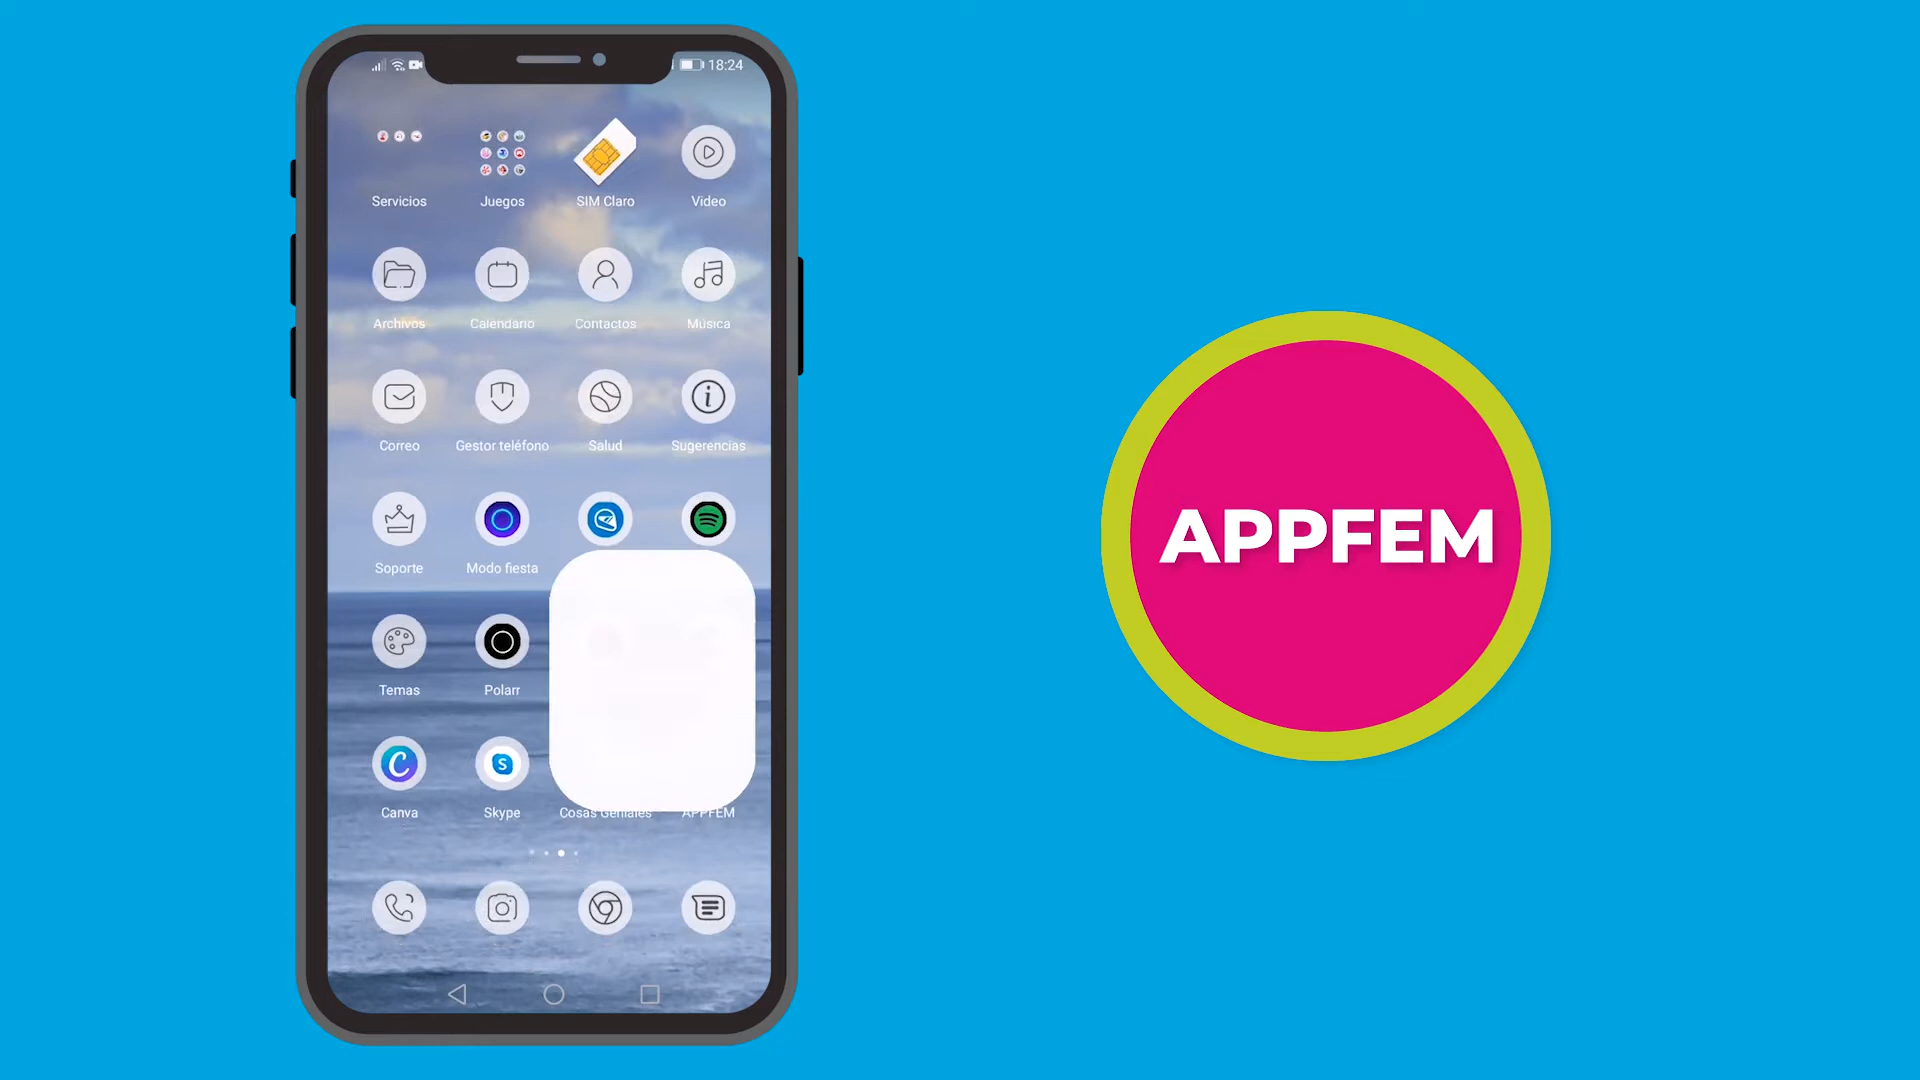 18:24
Servicios Juegos SIM Claro Video
Archivos Calendario Contactos Música
Correo Gestor teléfono Salud Sugerencias
Soporte Modo fiesta
Temas Polarr
Canva Skype Cosas Geniales APPFEM
APPFEM